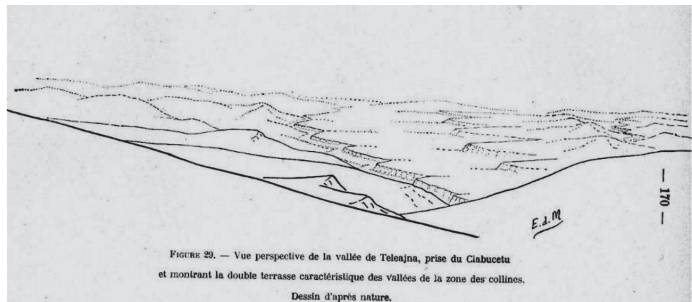 — 170 —
E.d.M
FIGURE 29. — Vue perspective de la vallée de Teleajna, prise du Ciabucetu
et montrant la double terrasse caractéristique des vallées de la zone des collines.
Dessin d'après nature.